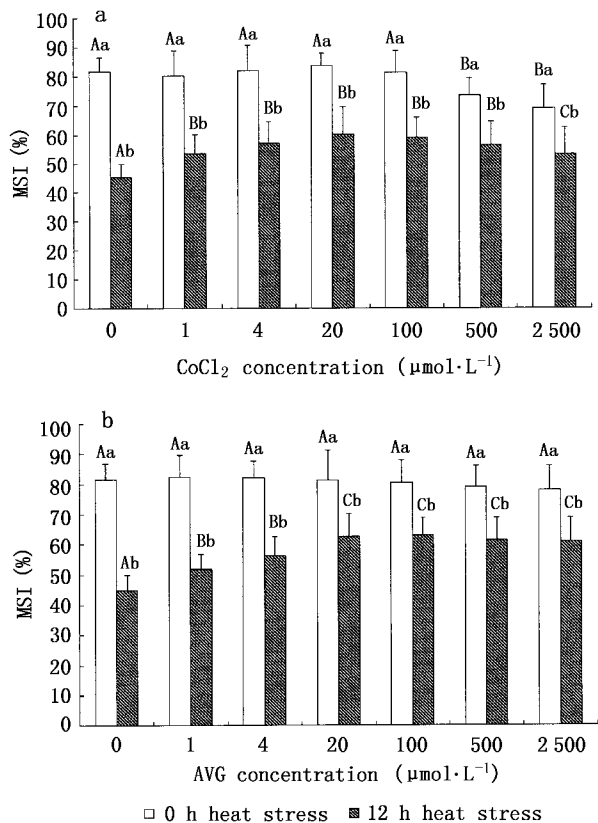 a
100
90
80
70
60
50
40
30
20
10
0
MSI (%)
Aa Aa Aa Aa Aa Ba Ba
Ab Bb Bb Bb Bb Bb Cb
0 1 4 20 100 500 2 500
CoCl₂ concentration (μmol·L⁻¹)
b
100
90
80
70
60
50
40
30
20
10
0
MSI (%)
Aa Aa Aa Aa Aa Aa Aa
Ab Bb Bb Cb Cb Cb Cb
0 1 4 20 100 500 2 500
AVG concentration (μmol·L⁻¹)
0 h heat stress 12 h heat stress